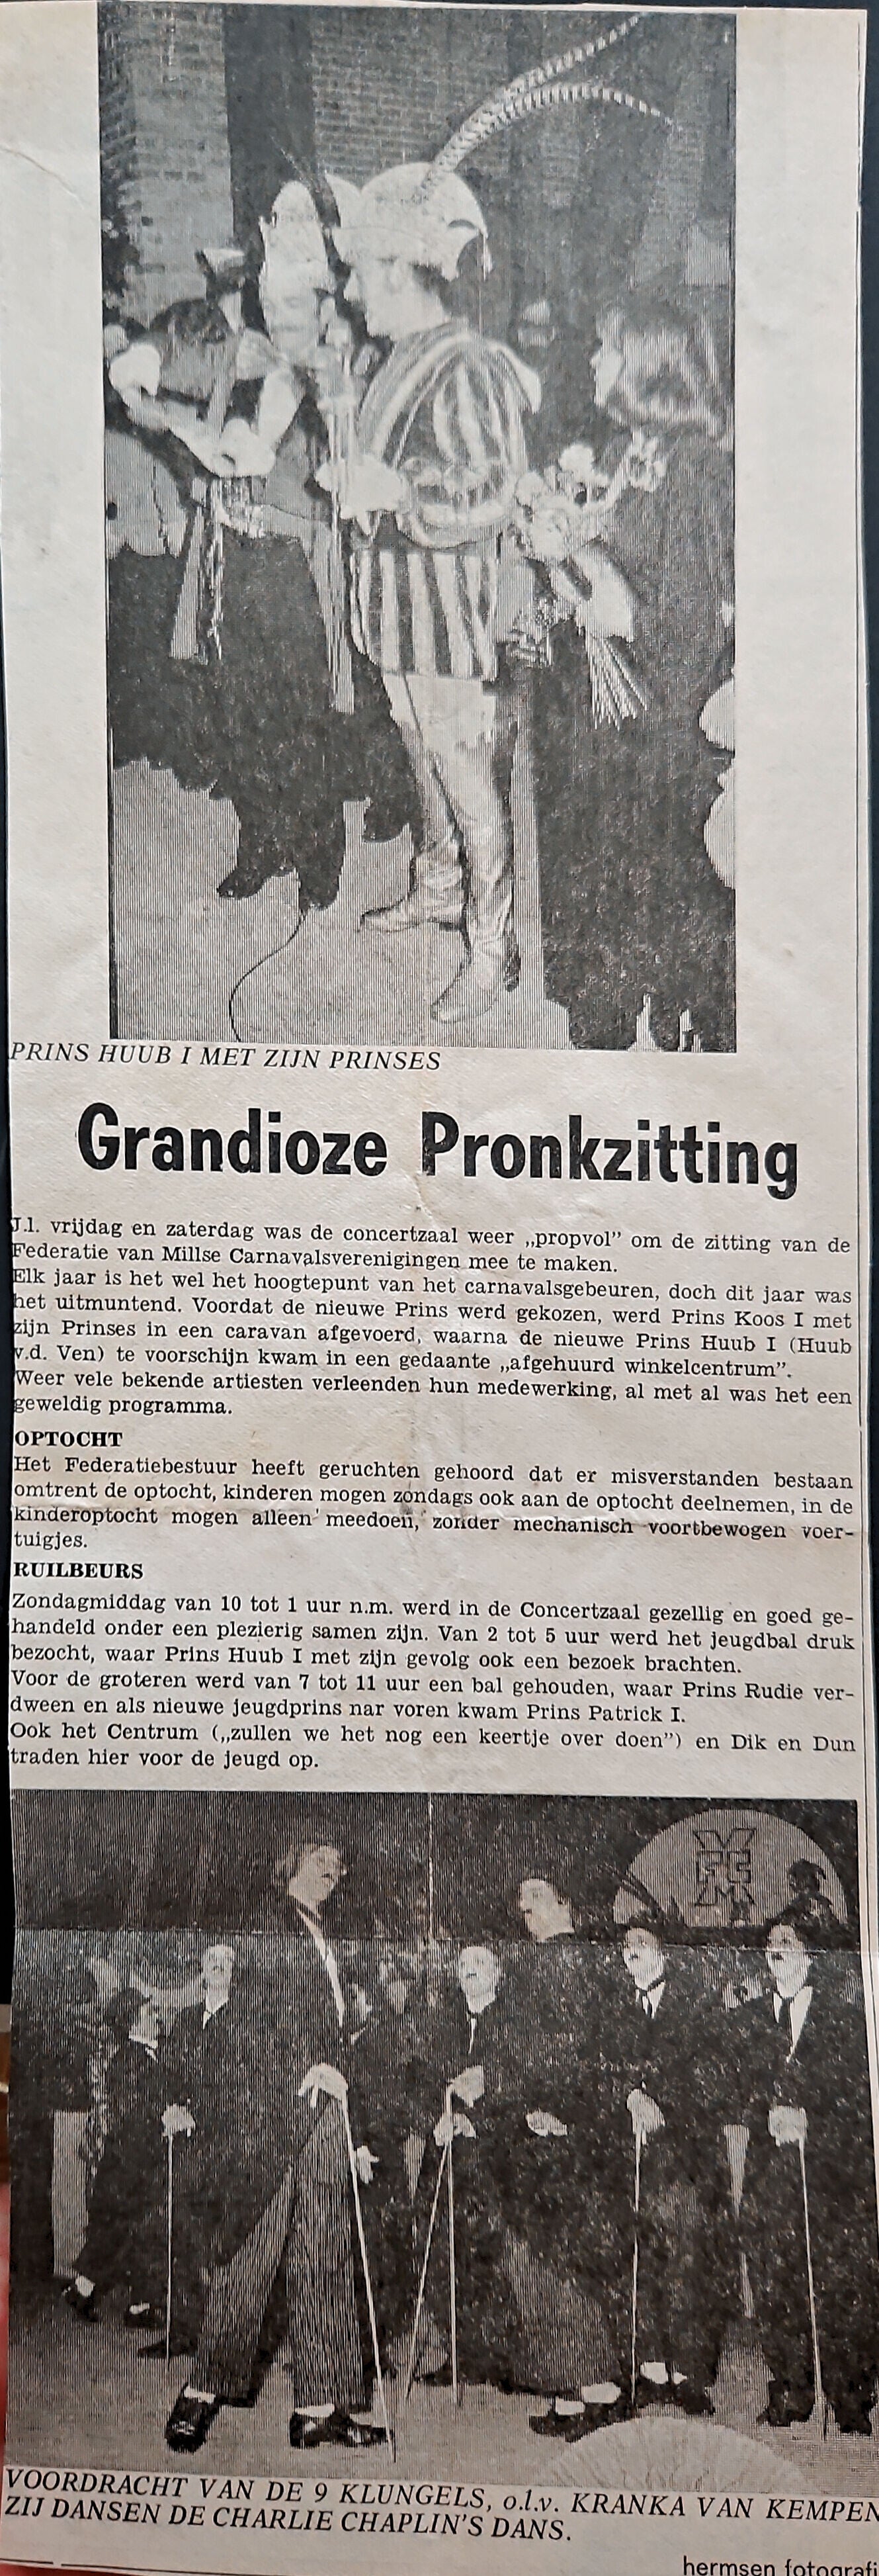 PRINS HUUB I MET ZIJN PRINSES
Grandioze Pronkzitting
J.l. vrijdag en zaterdag was de concertzaal weer „propvol” om de zitting van de
Federatie van Millse Carnavalsverenigingen mee te maken.
Elk jaar is het wel het hoogtepunt van het carnavalsgebeuren, doch dit jaar was
het uitmuntend. Voordat de nieuwe Prins werd gekozen, werd Prins Koos I met
zijn Prinses in een caravan afgevoerd, waarna de nieuwe Prins Huub I (Huub
v.d. Ven) te voorschijn kwam in een gedaante „afgehuurd winkelcentrum”.
Weer vele bekende artiesten verleenden hun medewerking, al met al was het een
geweldig programma.
OPTOCHT
Het Federatiebestuur heeft geruchten gehoord dat er misverstanden bestaan
omtrent de optocht, kinderen mogen zondags ook aan de optocht deelnemen, in de
kinderoptocht mogen alleen meedoen, zonder mechanisch voortbewogen voer-
tuigjes.
RUILBEURS
Zondagmiddag van 10 tot 1 uur n.m. werd in de Concertzaal gezellig en goed ge-
handeld onder een plezierig samen zijn. Van 2 tot 5 uur werd het jeugdbal druk
bezocht, waar Prins Huub I met zijn gevolg ook een bezoek brachten.
Voor de groteren werd van 7 tot 11 uur een bal gehouden, waar Prins Rudie ver-
dween en als nieuwe jeugdprins nar voren kwam Prins Patrick I.
Ook het Centrum („zullen we het nog een keertje over doen”) en Dik en Dun
traden hier voor de jeugd op.
FC
M
VOORDRACHT VAN DE 9 KLUNGELS, o.l.v. KRANKA VAN KEMPEN
ZIJ DANSEN DE CHARLIE CHAPLIN'S DANS.
hermsen fotografi